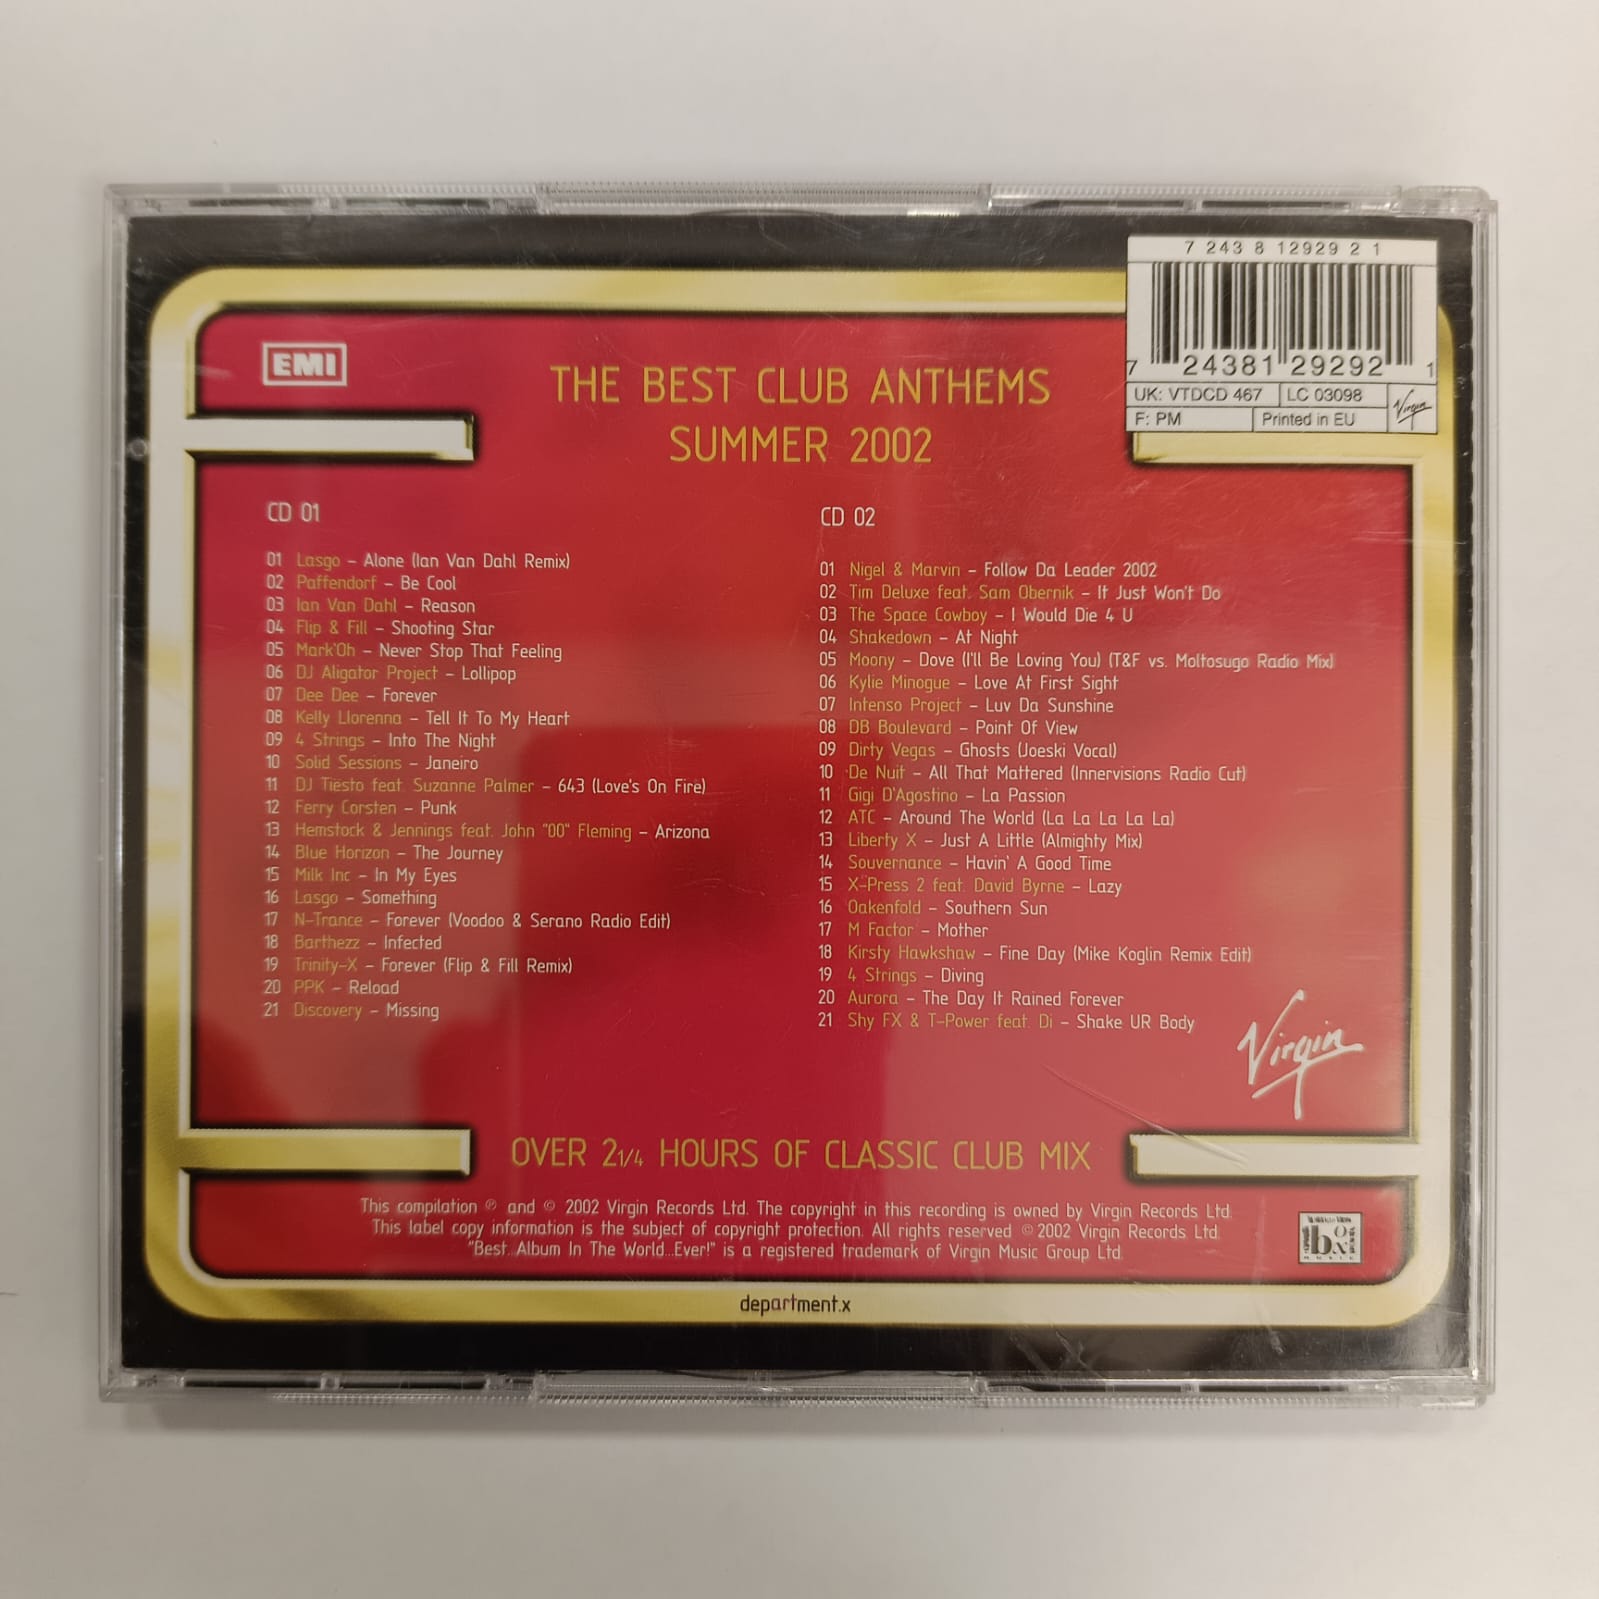 7 243 8 12929 2 1
7 24381 29292 1
UK: VTDCD 467 LC 03098
F: PM Printed in EU Virgin
EMI
THE BEST CLUB ANTHEMS
SUMMER 2002
CD 01
01 Lasgo – Alone (Ian Van Dahl Remix)
02 Paffendorf – Be Cool
03 Ian Van Dahl – Reason
04 Flip & Fill – Shooting Star
05 Mark'Oh – Never Stop That Feeling
06 DJ Aligator Project – Lollipop
07 Dee Dee – Forever
08 Kelly Llorenna – Tell It To My Heart
09 4 Strings – Into The Night
10 Solid Sessions – Janeiro
11 DJ Tiësto feat. Suzanne Palmer – 643 (Love's On Fire)
12 Ferry Corsten – Punk
13 Hemstock & Jennings feat. John "00" Fleming – Arizona
14 Blue Horizon – The Journey
15 Milk Inc – In My Eyes
16 Lasgo – Something
17 N-Trance – Forever (Voodoo & Serano Radio Edit)
18 Barthezz – Infected
19 Trinity-X – Forever (Flip & Fill Remix)
20 PPK – Reload
21 Discovery – Missing
CD 02
01 Nigel & Marvin – Follow Da Leader 2002
02 Tim Deluxe feat. Sam Obernik – It Just Won't Do
03 The Space Cowboy – I Would Die 4 U
04 Shakedown – At Night
05 Moony – Dove (I'll Be Loving You) (T&F vs. Moltosugo Radio Mix)
06 Kylie Minogue – Love At First Sight
07 Intenso Project – Luv Da Sunshine
08 DB Boulevard – Point Of View
09 Dirty Vegas – Ghosts (Joeski Vocal)
10 De Nuit – All That Mattered (Innervisions Radio Cut)
11 Gigi D'Agostino – La Passion
12 ATC – Around The World (La La La La La)
13 Liberty X – Just A Little (Almighty Mix)
14 Souvernance – Havin' A Good Time
15 X-Press 2 feat. David Byrne – Lazy
16 Oakenfold – Southern Sun
17 M Factor – Mother
18 Kirsty Hawkshaw – Fine Day (Mike Koglin Remix Edit)
19 4 Strings – Diving
20 Aurora – The Day It Rained Forever
21 Shy FX & T-Power feat. Di – Shake UR Body
Virgin
OVER 2 1/4 HOURS OF CLASSIC CLUB MIX
This compilation ℗ and © 2002 Virgin Records Ltd. The copyright in this recording is owned by Virgin Records Ltd.
This label copy information is the subject of copyright protection. All rights reserved © 2002 Virgin Records Ltd.
"Best...Album In The World...Ever!" is a registered trademark of Virgin Music Group Ltd.
box
department.x